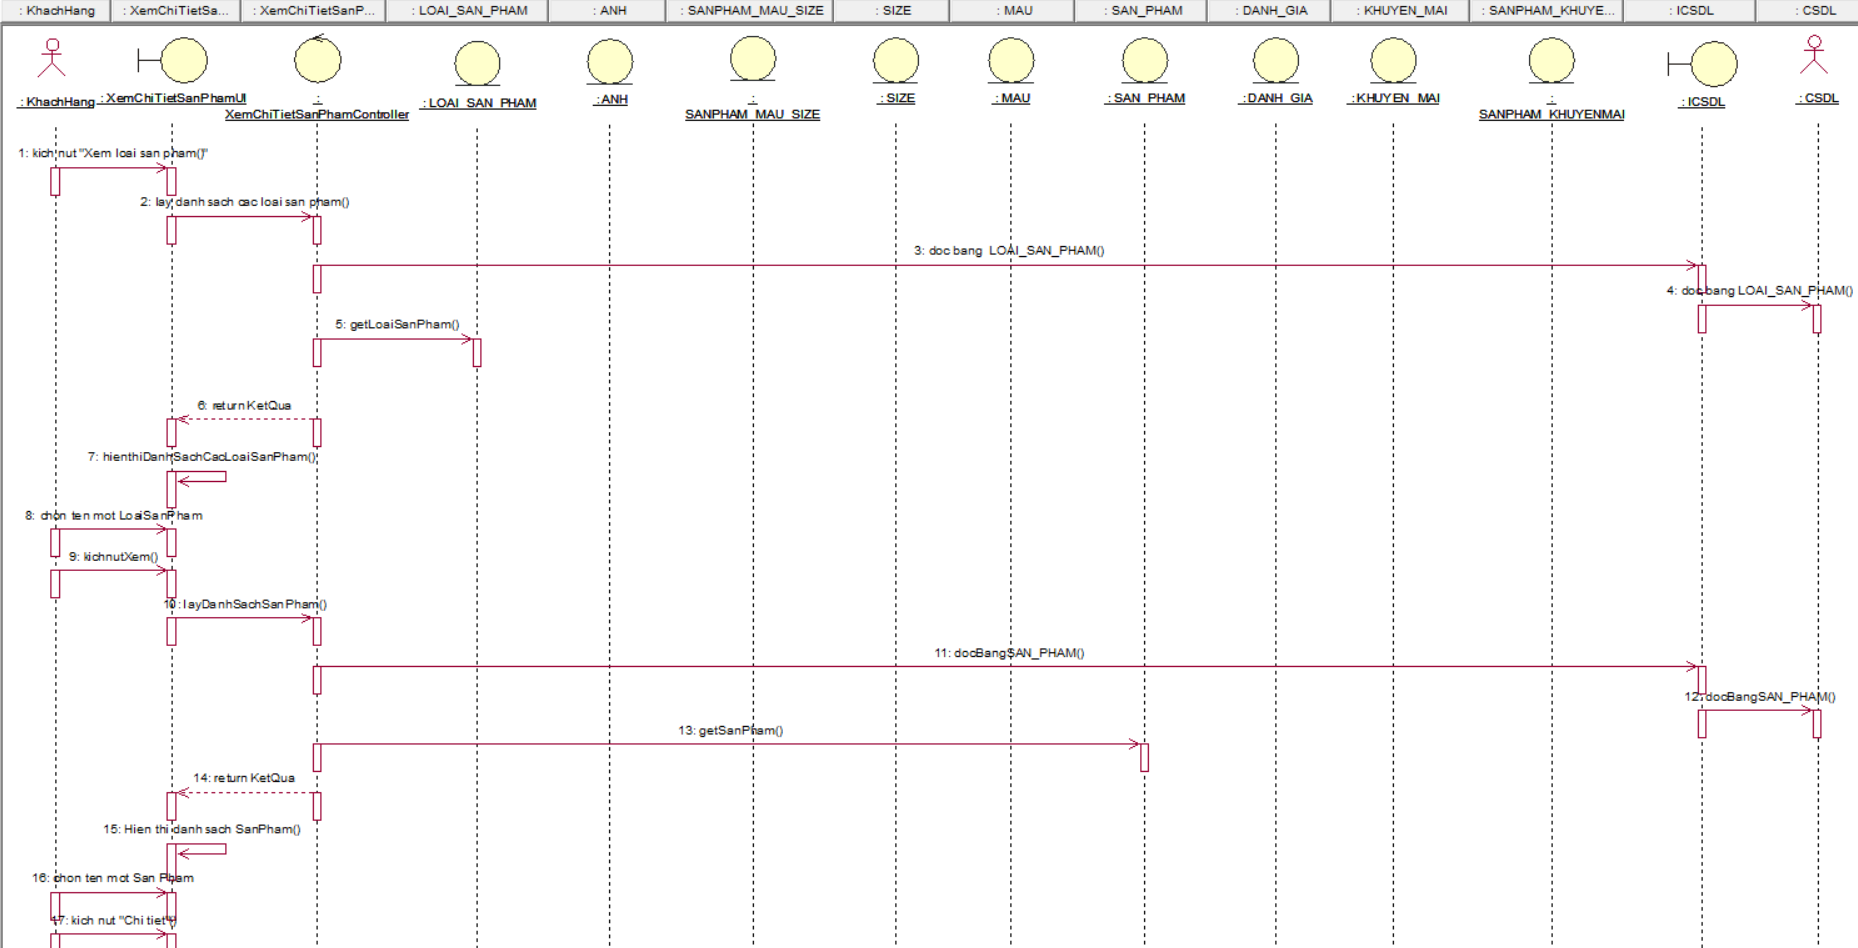 : KhachHang
: XemChiTietSa...
: XemChiTietSanP...
: LOAI_SAN_PHAM
: ANH
: SANPHAM_MAU_SIZE
: SIZE
: MAU
: SAN_PHAM
: DANH_GIA
: KHUYEN_MAI
: SANPHAM_KHUYE...
: ICSDL
: CSDL
: KhachHang
: XemChiTietSanPhamUI
:
XemChiTietSanPhamController
: LOAI_SAN_PHAM
: ANH
:
SANPHAM_MAU_SIZE
: SIZE
: MAU
: SAN_PHAM
: DANH_GIA
: KHUYEN_MAI
:
SANPHAM_KHUYENMAI
: ICSDL
: CSDL
1: kich nut "Xem loai san pham()"
2: lay danh sach cac loai san pham()
3: doc bang LOAI_SAN_PHAM()
4: doc bang LOAI_SAN_PHAM()
5: getLoaiSanPham()
6: return KetQua
7: hienthiDanhSachCacLoaiSanPham()
8: chon ten mot LoaiSanPham
9: kichnutXem()
10: layDanhSachSanPham()
11: docBangSAN_PHAM()
12: docBangSAN_PHAM()
13: getSanPham()
14: return KetQua
15: Hien thi danh sach SanPham()
16: chon ten mot San Pham
17: kich nut "Chi tiet"()